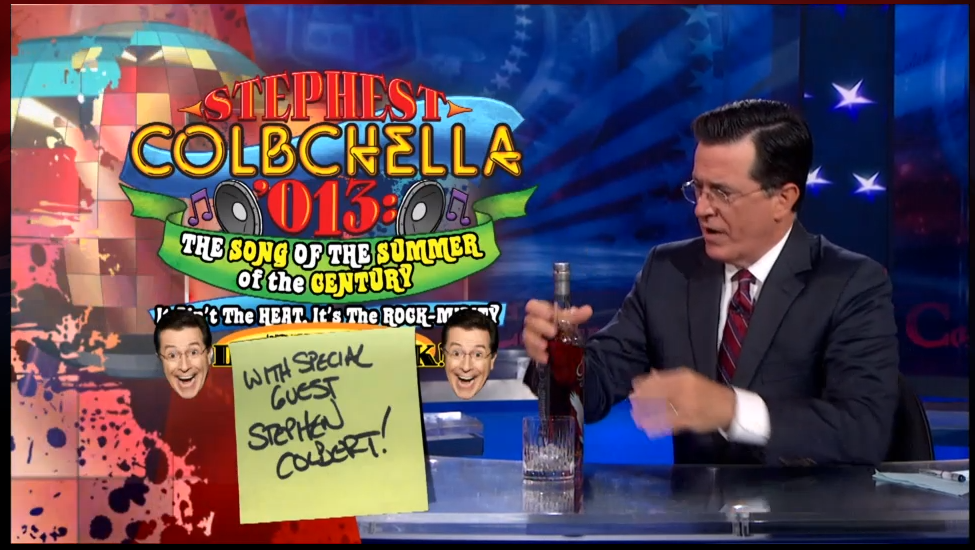 STEPHEST
COLBCHELLA
'013:
THE SONG OF THE SUMMER
of the CENTURY
It Ain't The HEAT, It's The ROCK-M
WITH SPECIAL
GUEST
STEPHEN
COLBERT!